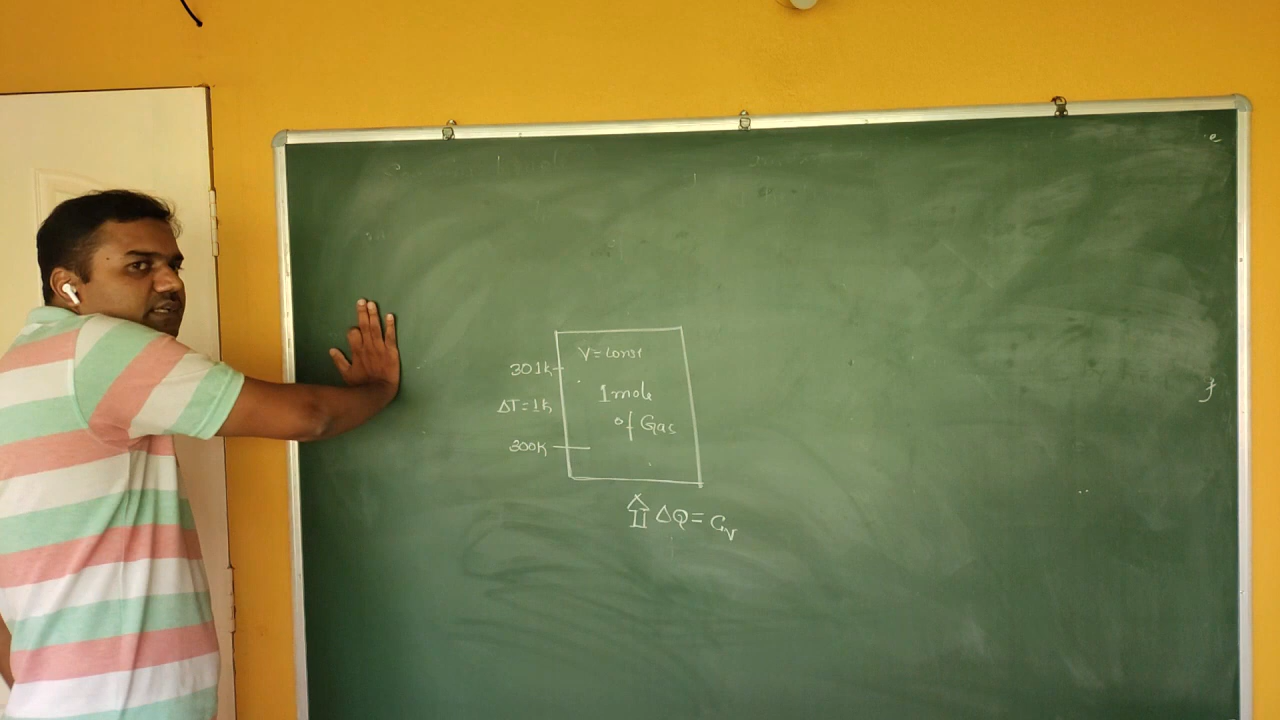 V = Const
301K
1 mole
ΔT = 1K
of Gas
300K
ΔQ = Cv